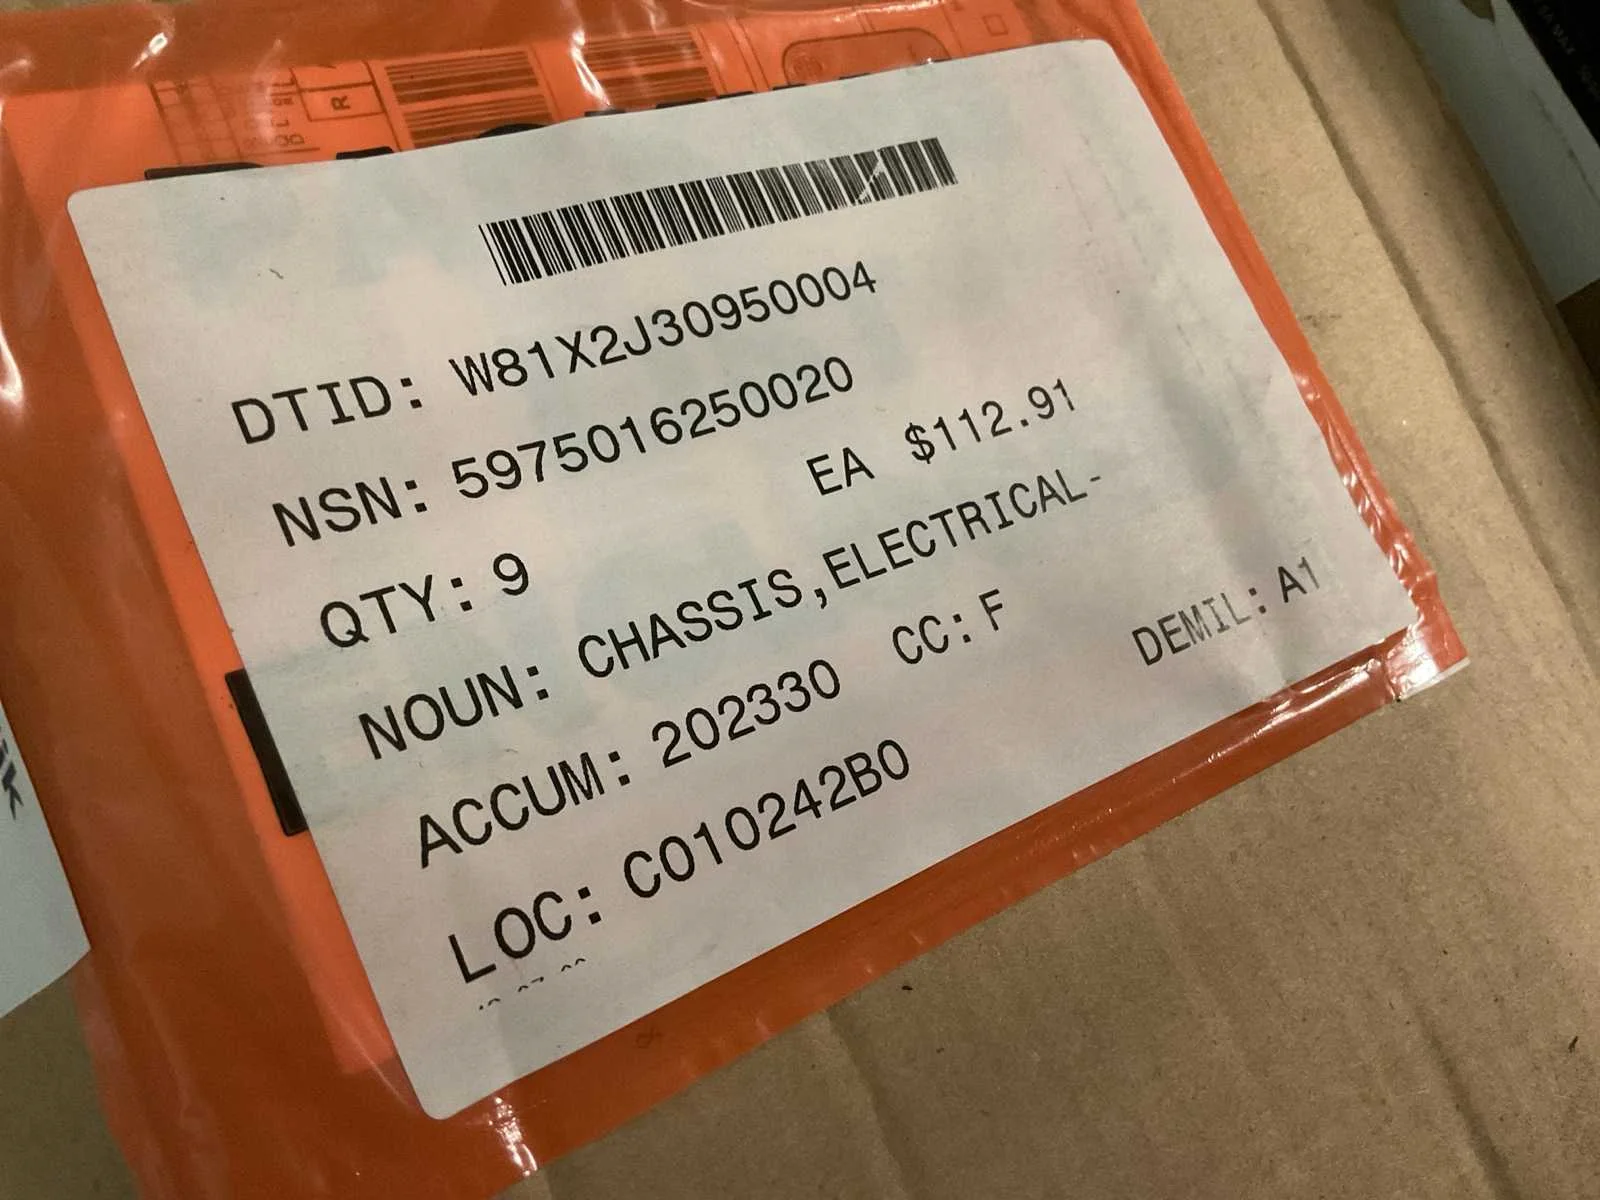 R
DTID: W81X2J30950004
NSN: 5975016250020
QTY: 9 EA $112.91
NOUN: CHASSIS,ELECTRICAL-
ACCUM: 202330 CC: F DEMIL: A1
LOC: C010242B0